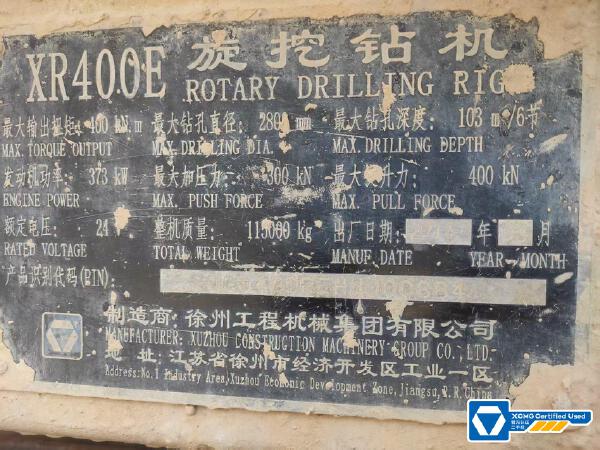 XR400E 旋挖钻机
ROTARY DRILLING RIG
最大输出扭矩: 400 kN.m 最大钻孔直径: 2800mm 最大钻孔深度: 103 m/6节
MAX. TORQUE OUTPUT MAX. DRILLING DIA. MAX. DRILLING DEPTH
发动机功率: 373 kW 最大加压力: 300 kN 最大提升力: 400 kN
ENGINE POWER MAX. PUSH FORCE MAX. PULL FORCE
额定电压: 24 整机质量: 115000 kg 出厂日期: 年 月
RATED VOLTAGE TOTAL WEIGHT MANUF. DATE YEAR MONTH
产品识别代码(PIN):
制造商: 徐州工程机械集团有限公司
MANUFACTURER: XUZHOU CONSTRUCTION MACHINERY GROUP CO., LTD.
地 址: 江苏省徐州市经济开发区工业一区
Address:No.1 Industry Area,Xuzhou Economic Development Zone,Jiangsu,P.R.China
XCMG Certified Used